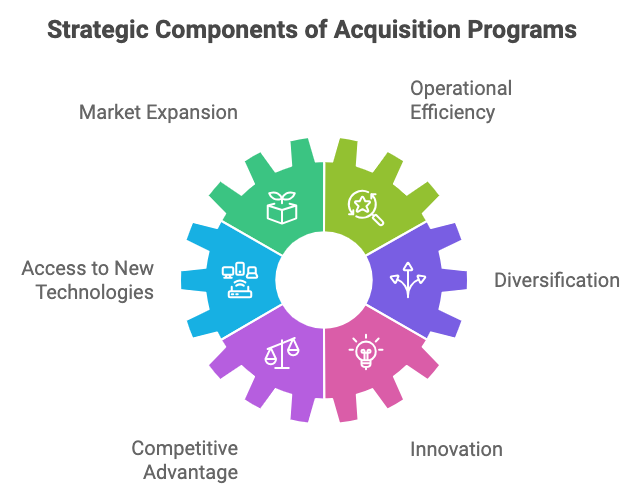 Strategic Components of Acquisition Programs
Market Expansion
Operational
Efficiency
Access to New
Technologies
Diversification
Competitive
Advantage
Innovation